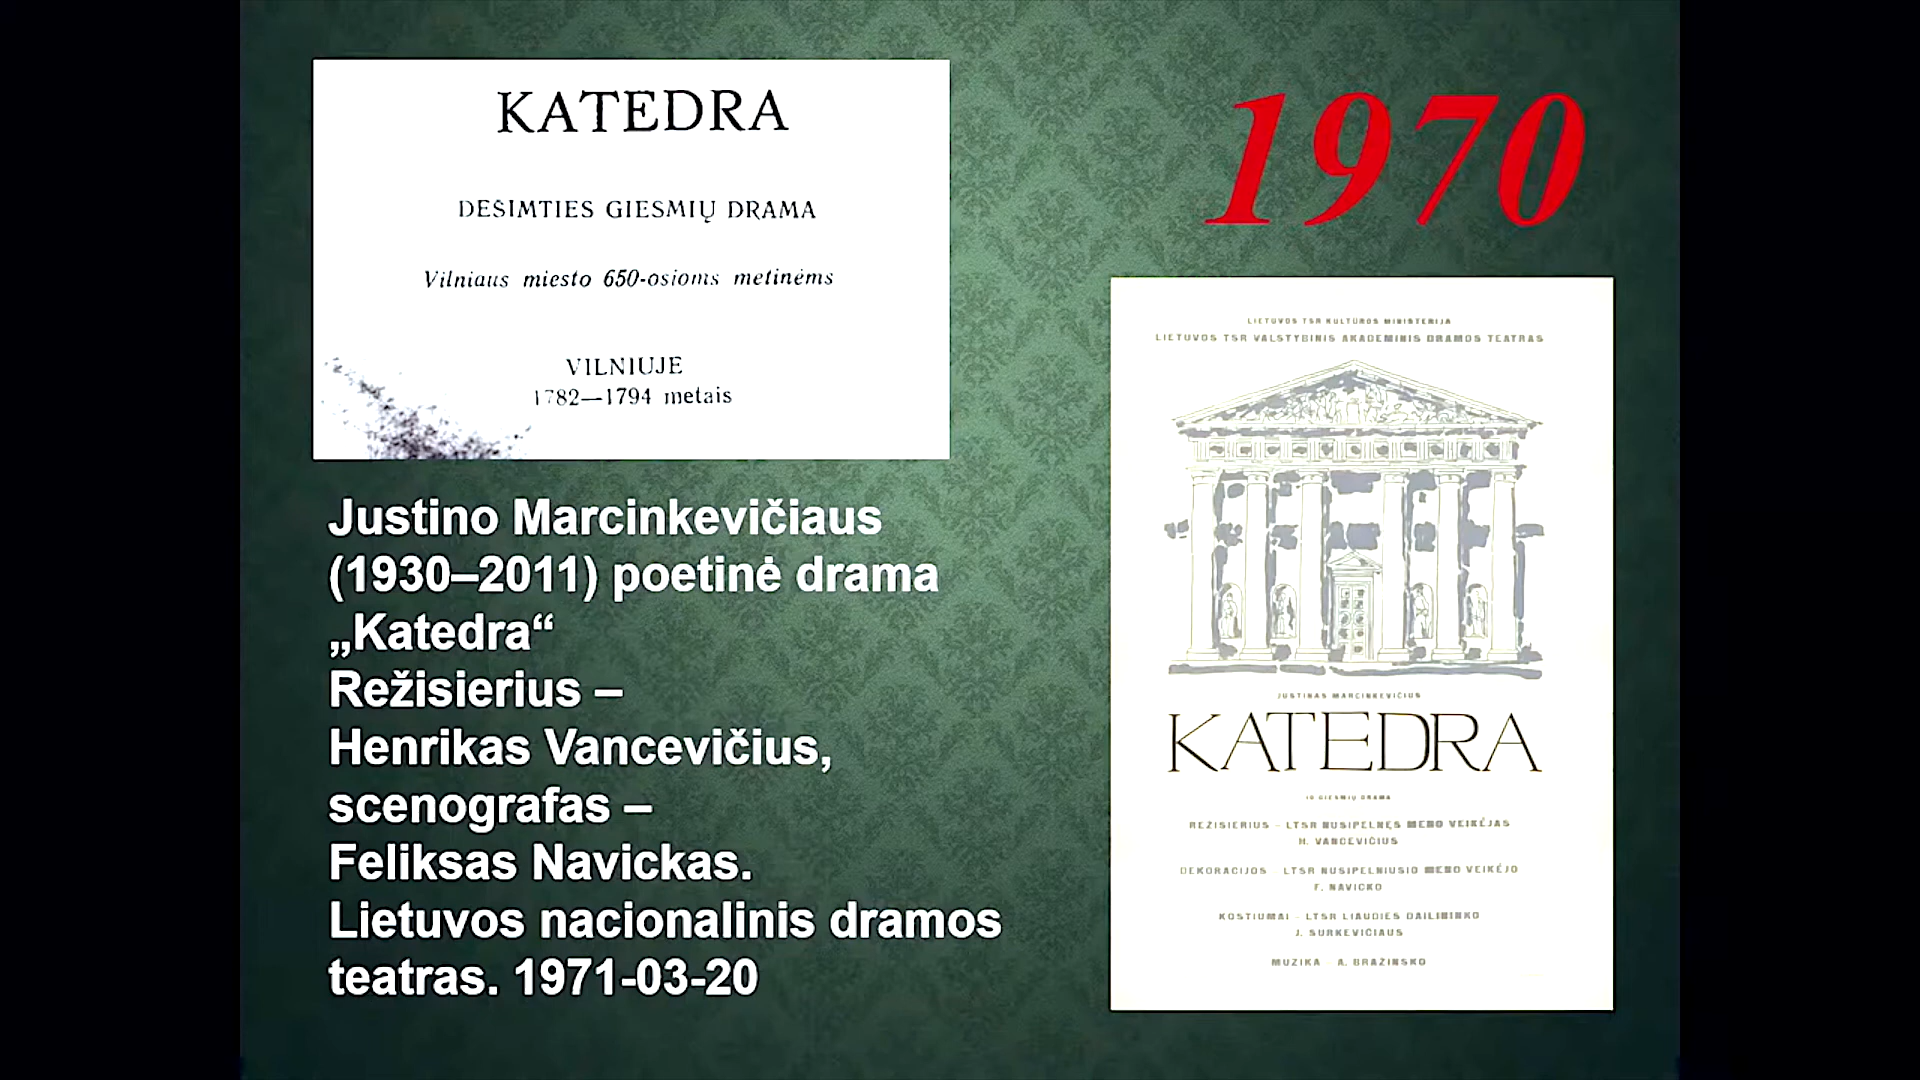 KATEDRA
DEŠIMTIES GIESMIŲ DRAMA
Vilniaus miesto 650-osioms metinėms
VILNIUJE
1782—1794 metais
1970
Justino Marcinkevičiaus
(1930–2011) poetinė drama
„Katedra“
Režisierius –
Henrikas Vancevičius,
scenografas –
Feliksas Navickas.
Lietuvos nacionalinis dramos
teatras. 1971-03-20
LIETUVOS TSR KULTŪROS MINISTERIJA
LIETUVOS TSR VALSTYBINIS AKADEMINIS DRAMOS TEATRAS
JUSTINAS MARCINKEVIČIUS
KATEDRA
10 GIESMIŲ DRAMA
REŽISIERIUS – LTSR NUSIPELNĘS MENO VEIKĖJAS
H. VANCEVIČIUS
DEKORACIJOS – LTSR NUSIPELNIUSIO MENO VEIKĖJO
F. NAVICKO
KOSTIUMAI – LTSR LIAUDIES DAILININKO
J. SURKEVIČIAUS
MUZIKA – A. BRAŽINSKO